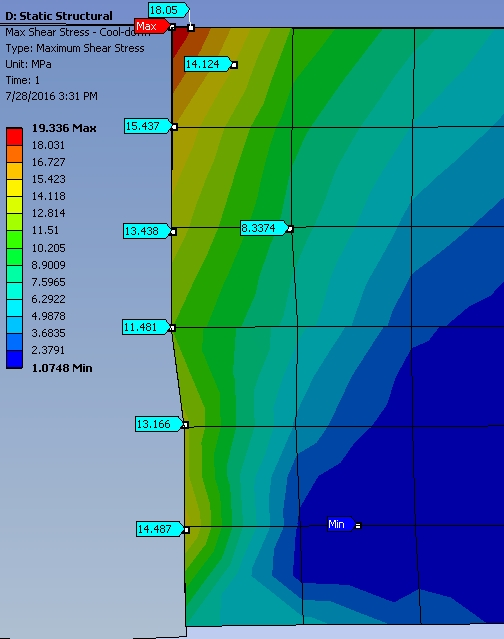 D: Static Structural
Max Shear Stress - Cool-down
Type: Maximum Shear Stress
Unit: MPa
Time: 1
7/28/2016 3:31 PM
19.336 Max
18.031
16.727
15.423
14.118
12.814
11.51
10.205
8.9009
7.5965
6.2922
4.9878
3.6835
2.3791
1.0748 Min
18.05
Max
14.124
15.437
13.438
8.3374
11.481
13.166
14.487
Min